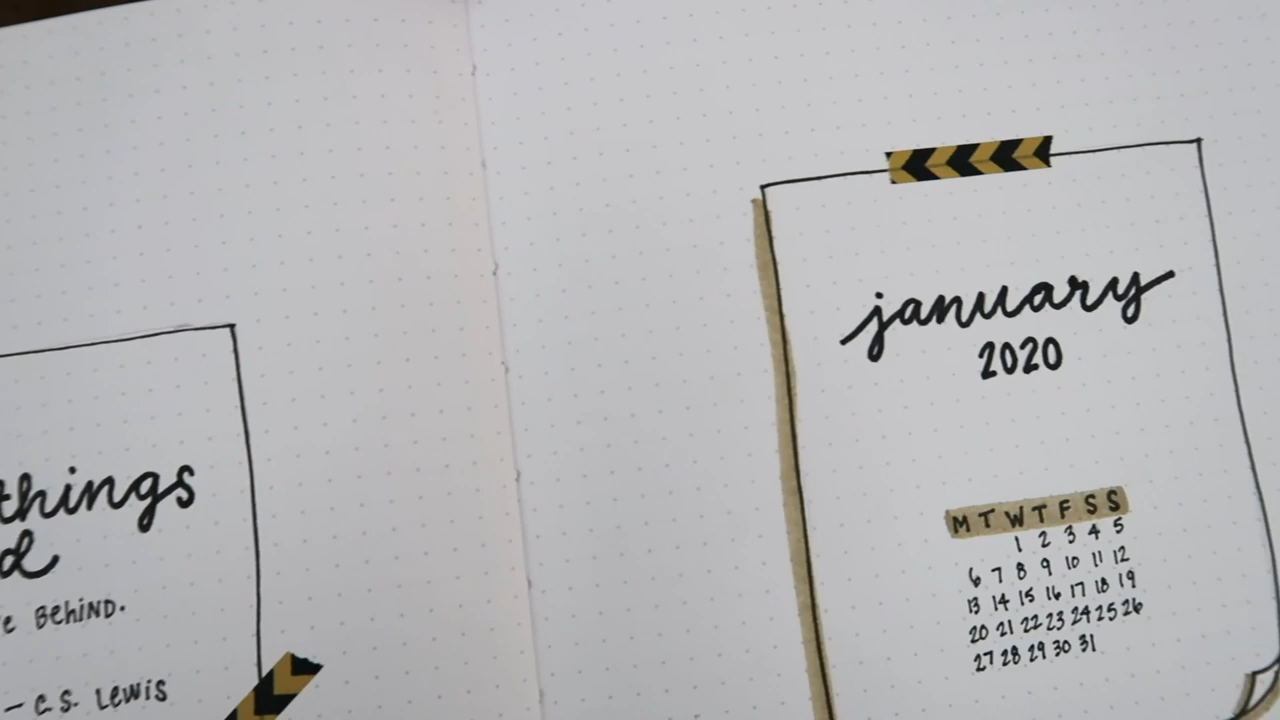 things
e BEHiND.
— C.S. LEWiS
january
2020
M T W T F S S
1 2 3 4 5
6 7 8 9 10 11 12
13 14 15 16 17 18 19
20 21 22 23 24 25 26
27 28 29 30 31